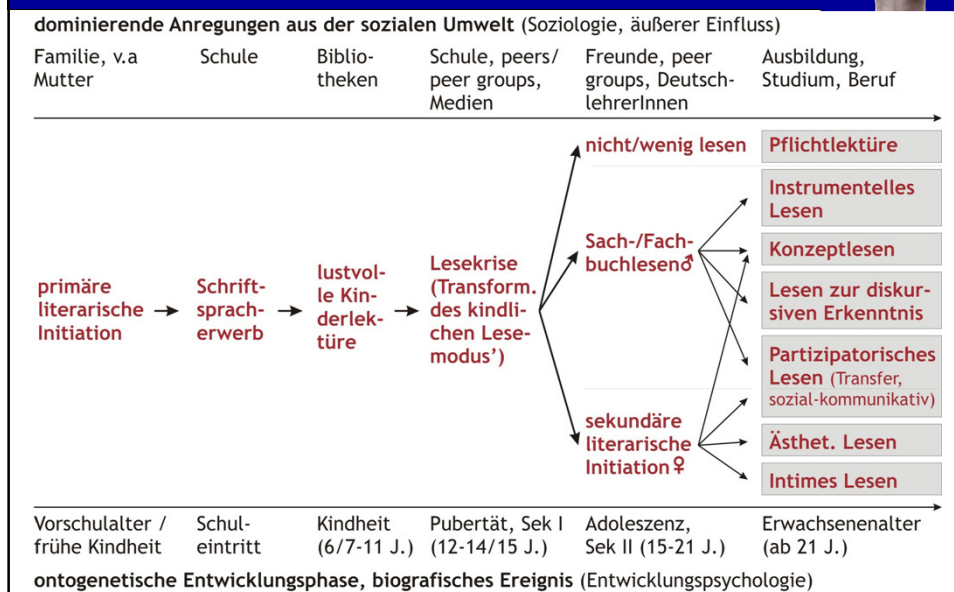 dominierende Anregungen aus der sozialen Umwelt (Soziologie, äußerer Einfluss)
Familie, v.a
Mutter
Schule
Biblio-
theken
Schule, peers/
peer groups,
Medien
Freunde, peer
groups, Deutsch-
lehrerInnen
Ausbildung,
Studium, Beruf
primäre
literarische
Initiation
Schrift-
sprach-
erwerb
lustvol-
le Kin-
derlek-
türe
Lesekrise
(Transform.
des kindli-
chen Lese-
modus’)
nicht/wenig lesen
Sach-/Fach-
buchlesen♂
sekundäre
literarische
Initiation♀
Pflichtlektüre
Instrumentelles
Lesen
Konzeptlesen
Lesen zur diskur-
siven Erkenntnis
Partizipatorisches
Lesen (Transfer,
sozial-kommunikativ)
Ästhet. Lesen
Intimes Lesen
Vorschulalter /
frühe Kindheit
Schul-
eintritt
Kindheit
(6/7-11 J.)
Pubertät, Sek I
(12-14/15 J.)
Adoleszenz,
Sek II (15-21 J.)
Erwachsenenalter
(ab 21 J.)
ontogenetische Entwicklungsphase, biografisches Ereignis (Entwicklungspsychologie)